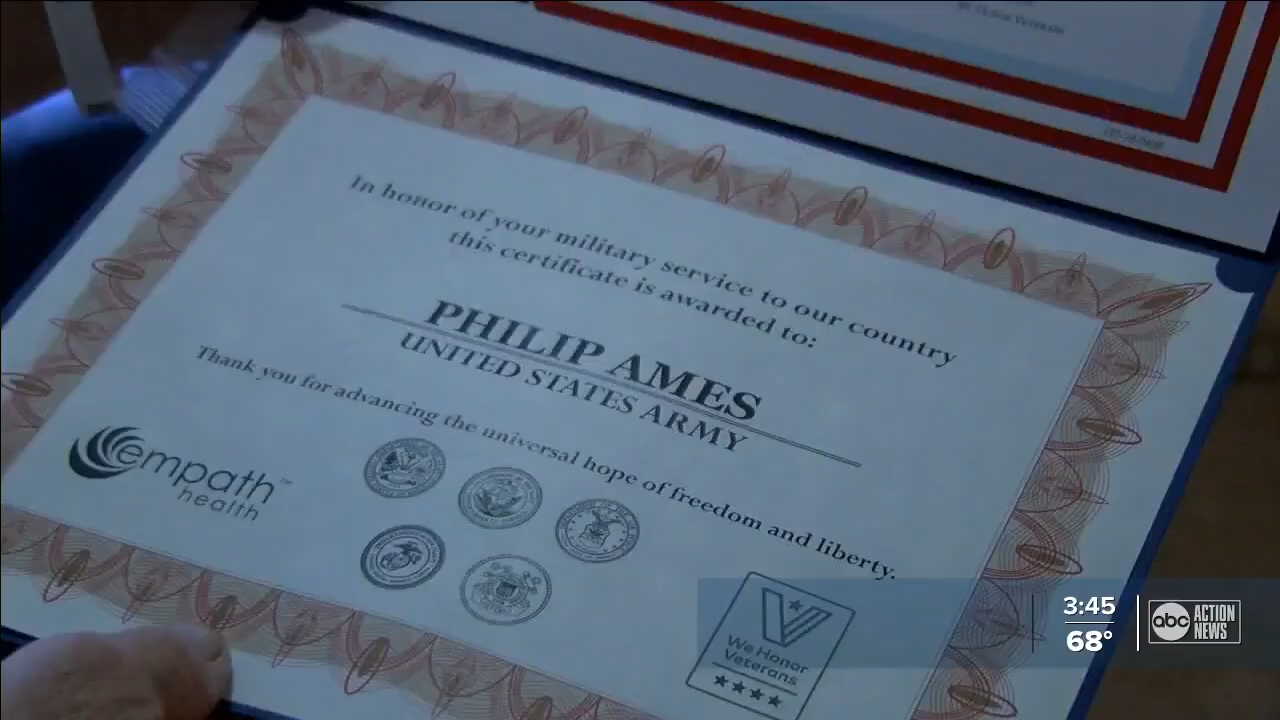 In honor of your military service to our country
this certificate is awarded to:
PHILIP AMES
UNITED STATES ARMY
Thank you for advancing the universal hope of freedom and liberty.
empath
health
We Honor
Veterans
3:45
68°
abc ACTION
NEWS